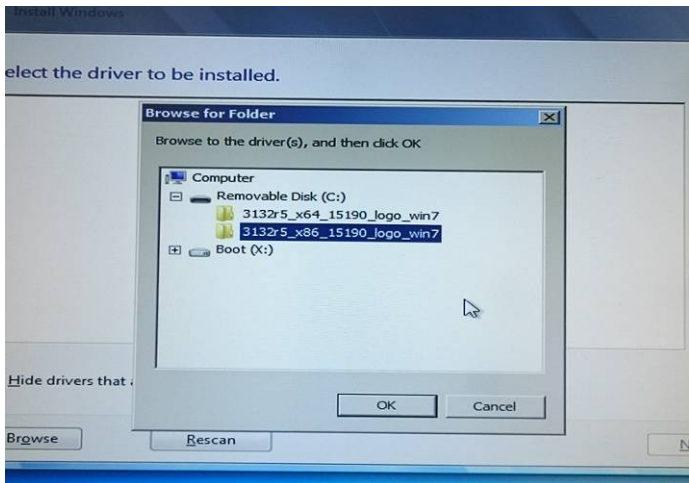 Install Windows
elect the driver to be installed.
Browse for Folder
Browse to the driver(s), and then click OK
Computer
Removable Disk (C:)
3132r5_x64_15190_logo_win7
3132r5_x86_15190_logo_win7
Boot (X:)
Hide drivers that
OK
Cancel
Browse
Rescan
N